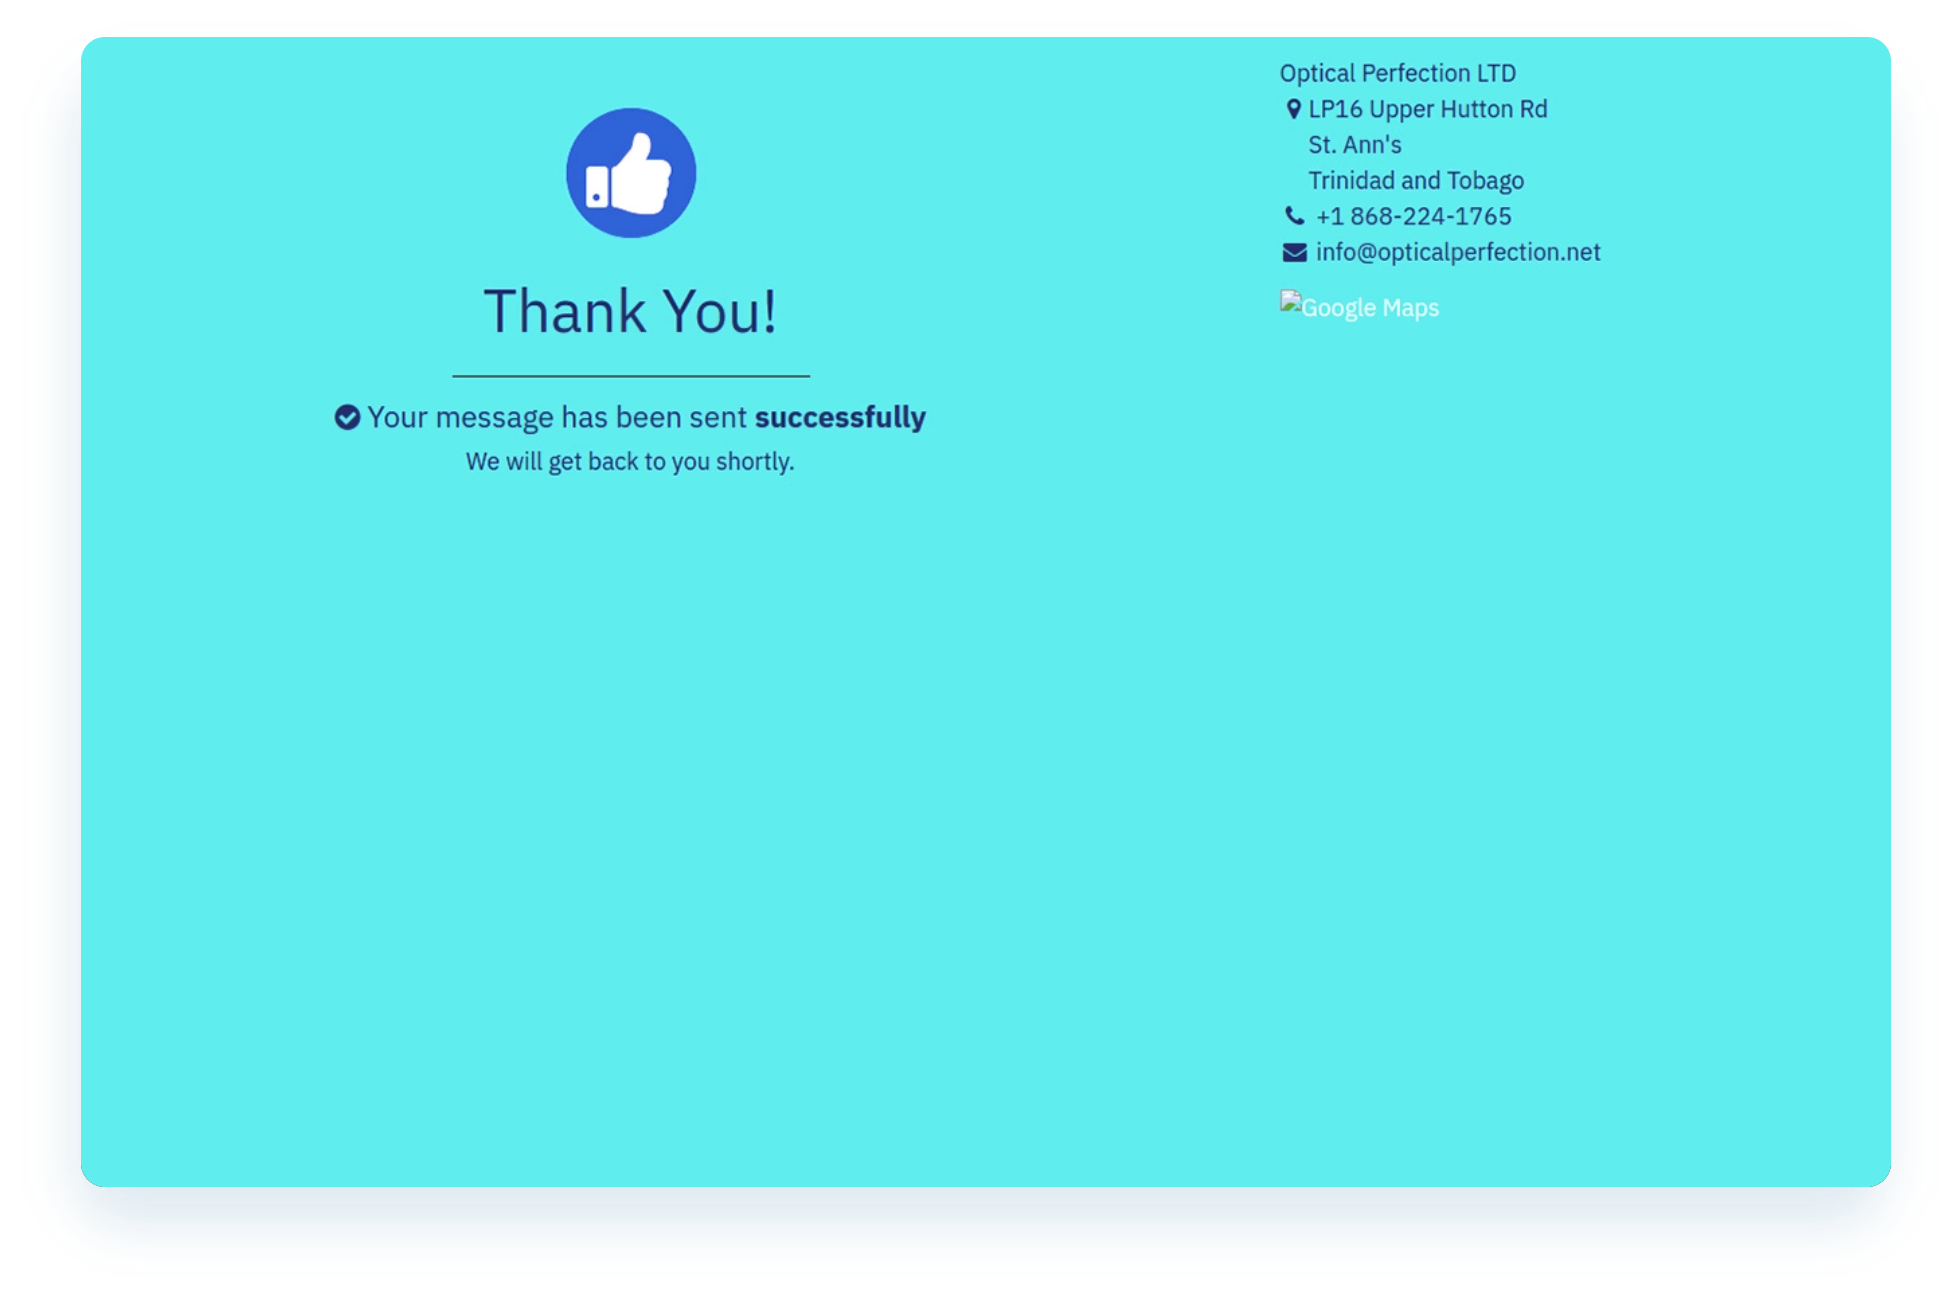 Thank You!
Your message has been sent successfully
We will get back to you shortly.
Optical Perfection LTD
LP16 Upper Hutton Rd
St. Ann's
Trinidad and Tobago
+1 868-224-1765
info@opticalperfection.net
Google Maps